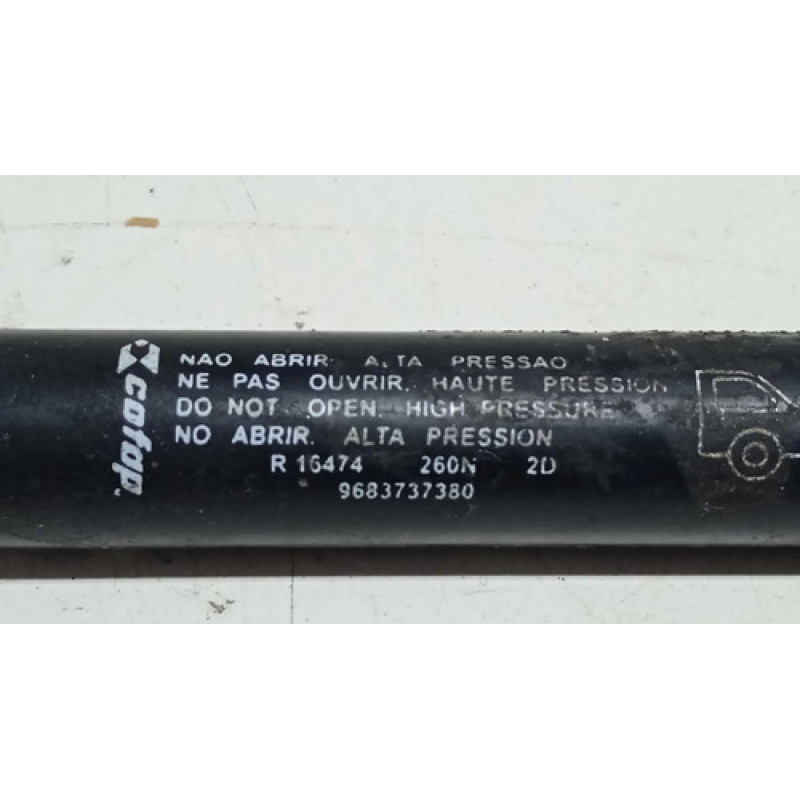 cofap
NAO ABRIR. ALTA PRESSAO
NE PAS OUVRIR. HAUTE PRESSION
DO NOT OPEN. HIGH PRESSURE
NO ABRIR. ALTA PRESSION
R 16474 260N 2D
9683737380